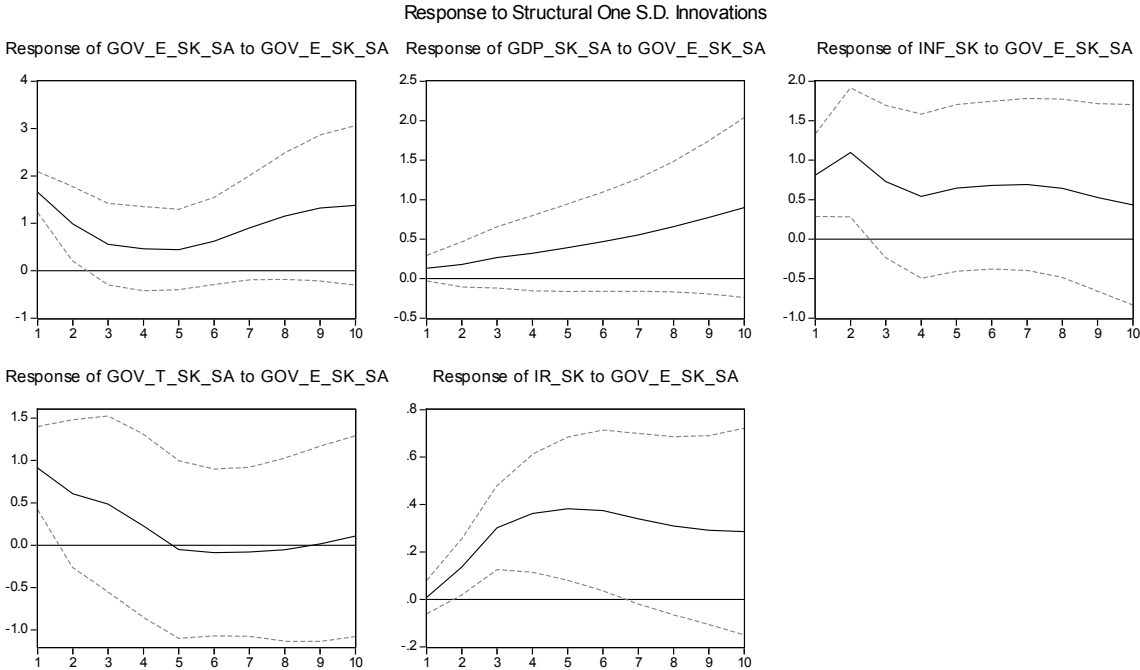 Response to Structural One S.D. Innovations
Response of GOV_E_SK_SA to GOV_E_SK_SA
4
3
2
1
0
-1
1 2 3 4 5 6 7 8 9 10
Response of GDP_SK_SA to GOV_E_SK_SA
2.5
2.0
1.5
1.0
0.5
0.0
-0.5
1 2 3 4 5 6 7 8 9 10
Response of INF_SK to GOV_E_SK_SA
2.0
1.5
1.0
0.5
0.0
-0.5
-1.0
1 2 3 4 5 6 7 8 9 10
Response of GOV_T_SK_SA to GOV_E_SK_SA
1.5
1.0
0.5
0.0
-0.5
-1.0
1 2 3 4 5 6 7 8 9 10
Response of IR_SK to GOV_E_SK_SA
.8
.6
.4
.2
.0
-.2
1 2 3 4 5 6 7 8 9 10